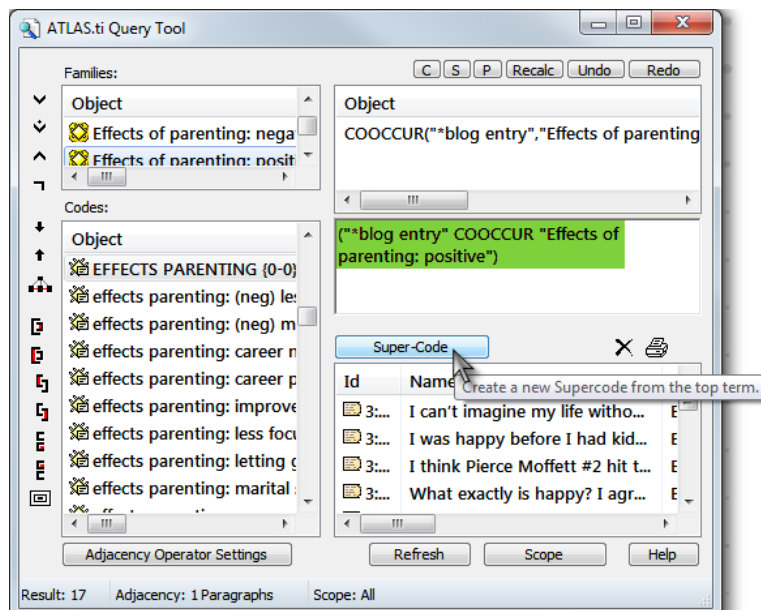 ATLAS.ti Query Tool
Families:
C S P Recalc Undo Redo
Object
Effects of parenting: nega
Effects of parenting: positi
Object
COOCCUR("*blog entry","Effects of parenting
Codes:
Object
EFFECTS PARENTING {0-0}
effects parenting: (neg) le
effects parenting: (neg) m
effects parenting: career n
effects parenting: career p
effects parenting: improve
effects parenting: less focu
effects parenting: letting g
effects parenting: marital
("*blog entry" COOCCUR "Effects of
parenting: positive")
Super-Code
Create a new Supercode from the top term.
Id Name
3:... I can't imagine my life witho... E
3:... I was happy before I had kid... E
3:... I think Pierce Moffett #2 hit t... E
3:... What exactly is happy? I agr... E
Adjacency Operator Settings
Refresh Scope Help
Result: 17 Adjacency: 1 Paragraphs Scope: All